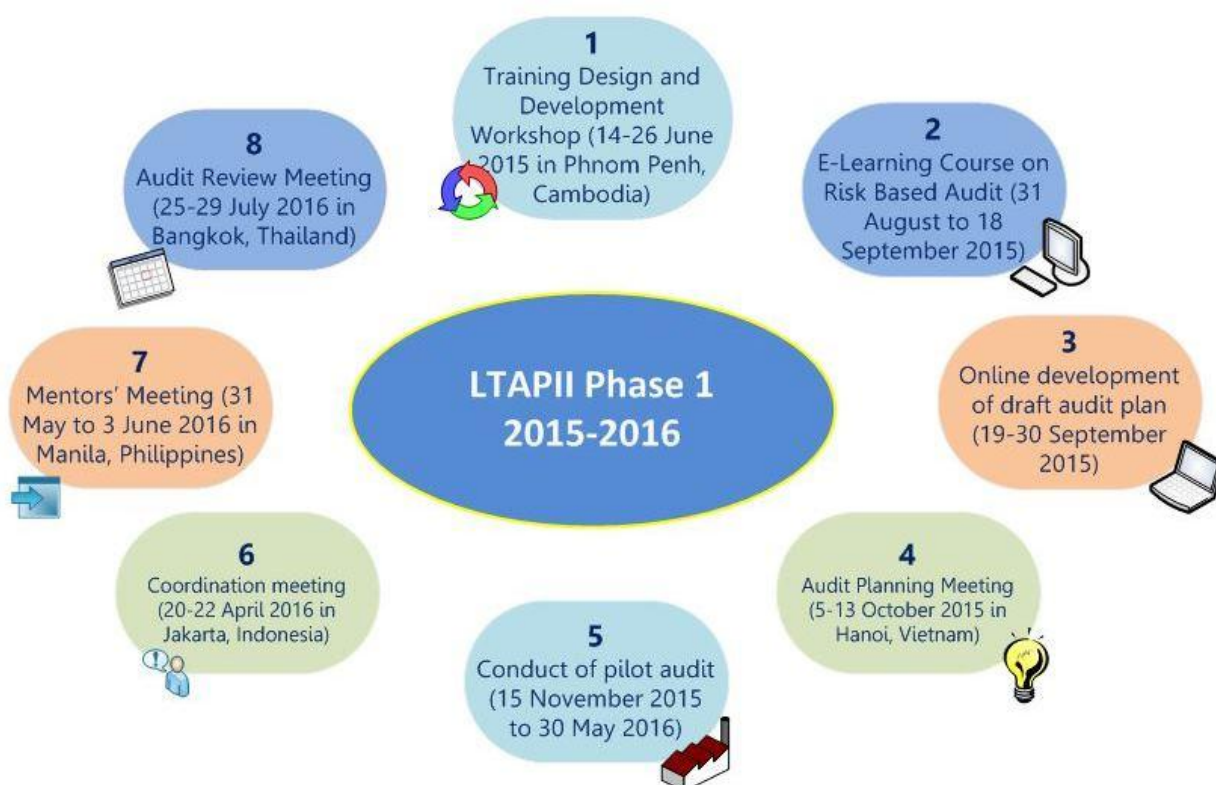 1
Training Design and
Development
Workshop (14-26 June
2015 in Phnom Penh,
Cambodia)
2
E-Learning Course on
Risk Based Audit (31
August to 18
September 2015)
3
Online development
of draft audit plan
(19-30 September
2015)
4
Audit Planning Meeting
(5-13 October 2015 in
Hanoi, Vietnam)
5
Conduct of pilot audit
(15 November 2015
to 30 May 2016)
6
Coordination meeting
(20-22 April 2016 in
Jakarta, Indonesia)
7
Mentors' Meeting (31
May to 3 June 2016 in
Manila, Philippines)
8
Audit Review Meeting
(25-29 July 2016 in
Bangkok, Thailand)
LTAPII Phase 1
2015-2016